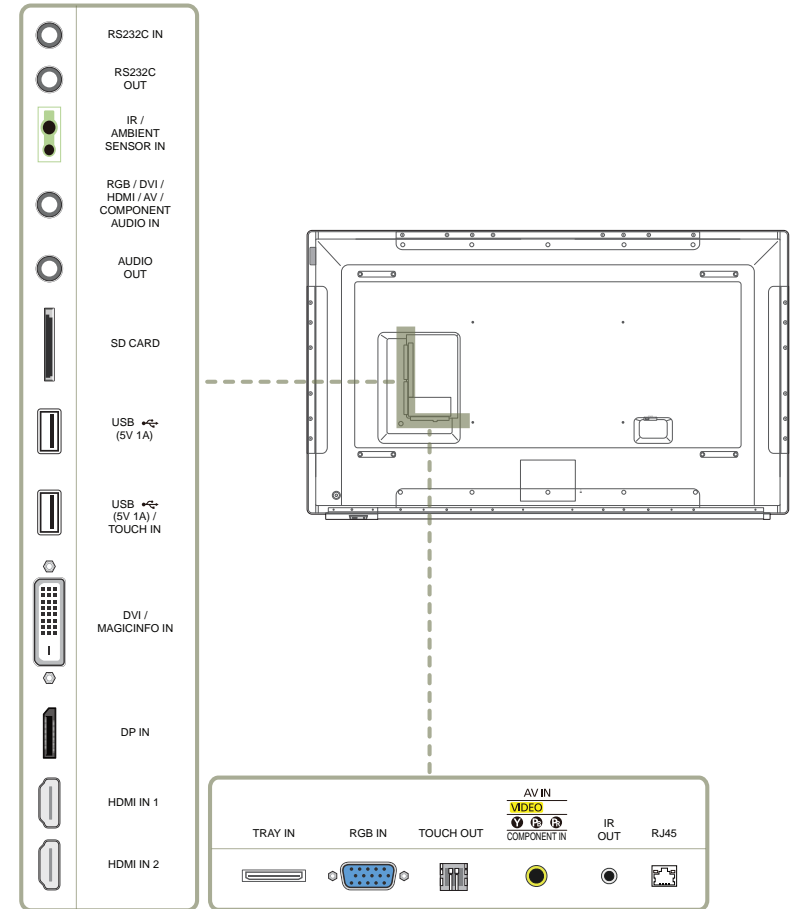 RS232C IN
RS232C
OUT
IR /
AMBIENT
SENSOR IN
RGB / DVI /
HDMI / AV /
COMPONENT
AUDIO IN
AUDIO
OUT
SD CARD
USB
(5V 1A)
USB
(5V 1A) /
TOUCH IN
DVI /
MAGICINFO IN
DP IN
HDMI IN 1
HDMI IN 2
TRAY IN
RGB IN
TOUCH OUT
AV IN
VIDEO
Y PB PR
COMPONENT IN
IR
OUT
RJ45